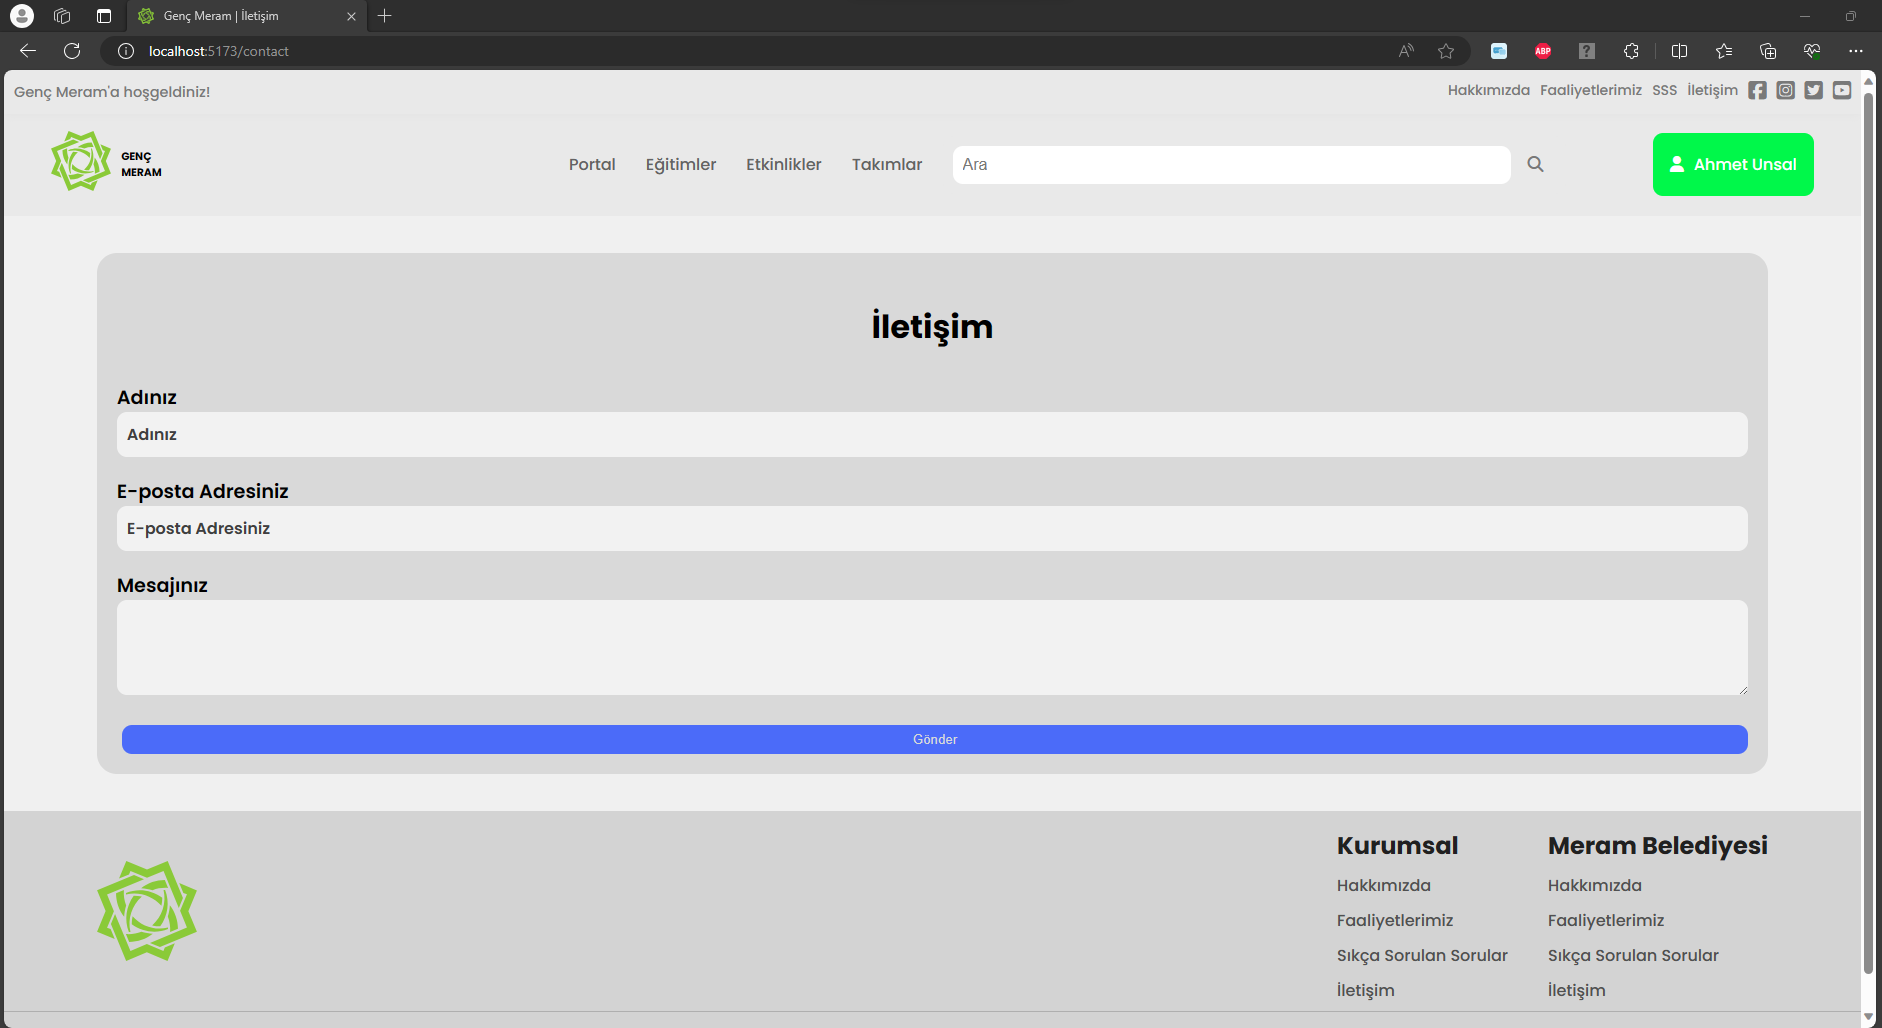 Genç Meram | İletişim
localhost:5173/contact
ABP
Genç Meram'a hoşgeldiniz!
Hakkımızda Faaliyetlerimiz SSS İletişim
GENÇ
MERAM
Portal Eğitimler Etkinlikler Takımlar Ara Ahmet Unsal
İletişim
Adınız
Adınız
E-posta Adresiniz
E-posta Adresiniz
Mesajınız
Gönder
Kurumsal
Hakkımızda
Faaliyetlerimiz
Sıkça Sorulan Sorular
İletişim
Meram Belediyesi
Hakkımızda
Faaliyetlerimiz
Sıkça Sorulan Sorular
İletişim